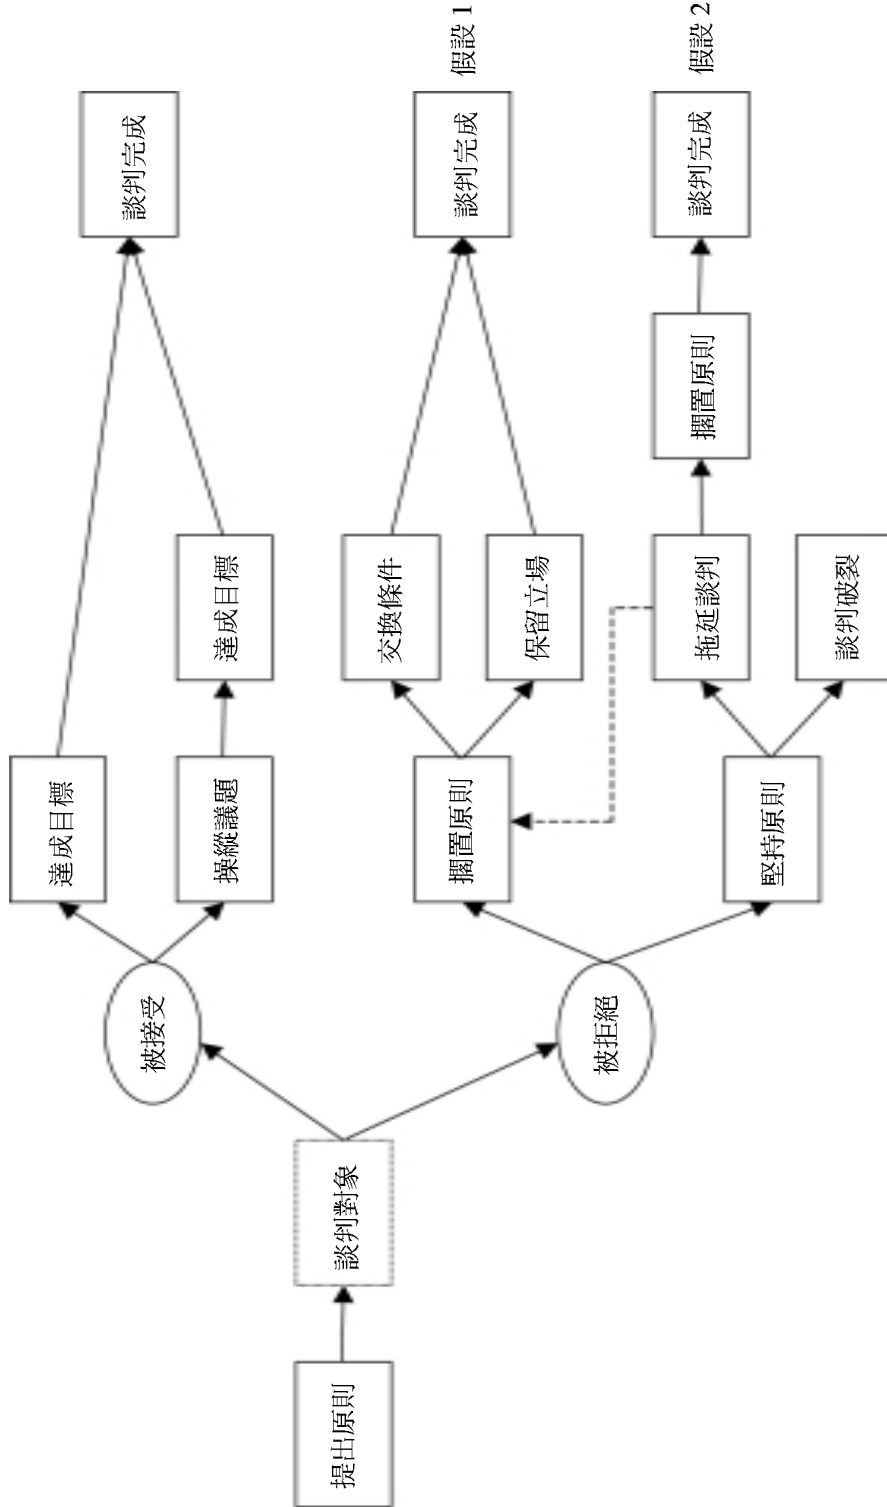 提出原則
談判對象
被接受
被拒絕
達成目標
操縱議題
擱置原則
堅持原則
達成目標
交換條件
保留立場
拖延談判
談判破裂
擱置原則
談判完成
談判完成
談判完成
假設 1
假設 2